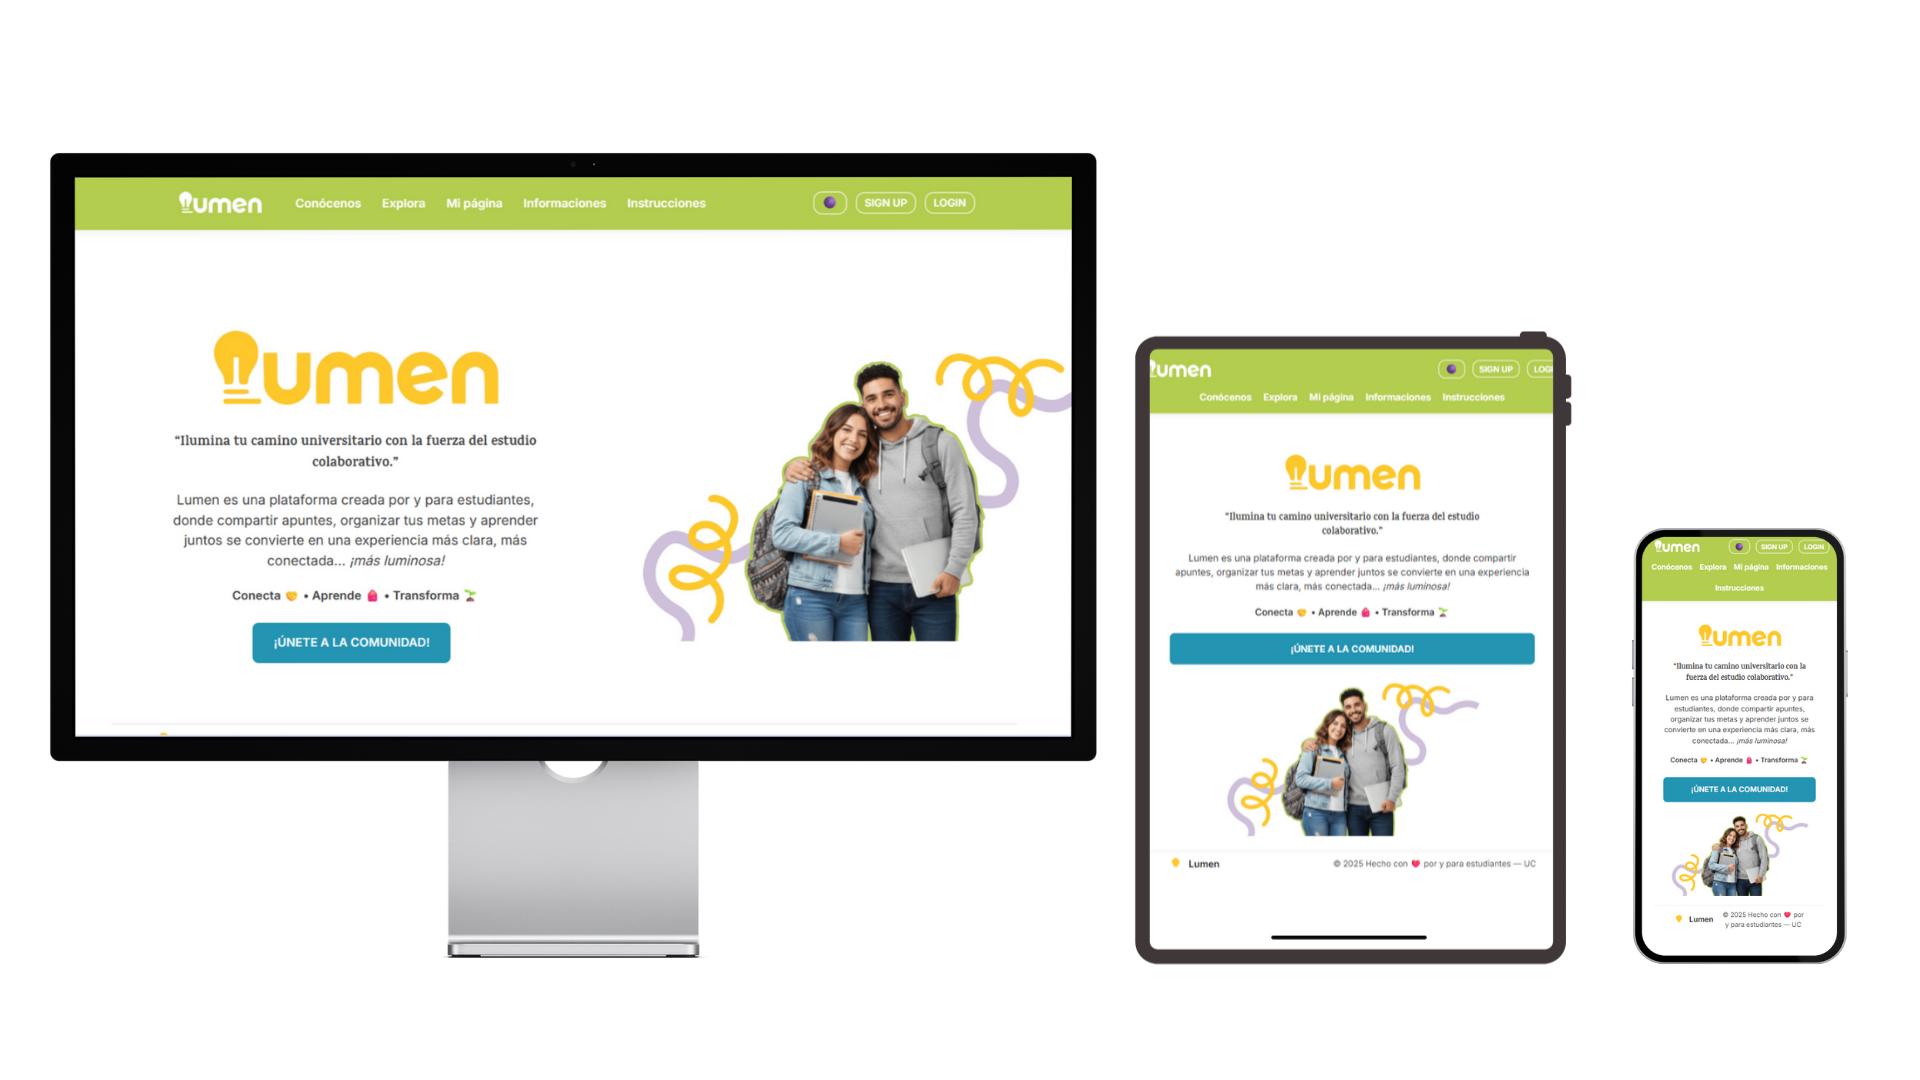 lumen Conócenos Explora Mi página Informaciones Instrucciones SIGN UP LOGIN
lumen
“Ilumina tu camino universitario con la fuerza del estudio
colaborativo.”
Lumen es una plataforma creada por y para estudiantes,
donde compartir apuntes, organizar tus metas y aprender
juntos se convierte en una experiencia más clara, más
conectada... ¡más luminosa!
Conecta • Aprende • Transforma
¡ÚNETE A LA COMUNIDAD!
lumen SIGN UP LOGI
Conócenos Explora Mi página Informaciones Instrucciones
lumen
"Ilumina tu camino universitario con la fuerza del estudio
colaborativo."
Lumen es una plataforma creada por y para estudiantes, donde compartir
apuntes, organizar tus metas y aprender juntos se convierte en una experiencia
más clara, más conectada... ¡más luminosa!
Conecta • Aprende • Transforma
¡ÚNETE A LA COMUNIDAD!
Lumen © 2025 Hecho con ❤ por y para estudiantes — UC
lumen SIGN UP LOGIN
Conócenos Explora Mi página Informaciones
Instrucciones
lumen
"Ilumina tu camino universitario con la
fuerza del estudio colaborativo."
Lumen es una plataforma creada por y para
estudiantes, donde compartir apuntes,
organizar tus metas y aprender juntos se
convierte en una experiencia más clara, más
conectada... ¡más luminosa!
Conecta • Aprende • Transforma
¡ÚNETE A LA COMUNIDAD!
Lumen © 2025 Hecho con ❤ por
y para estudiantes — UC